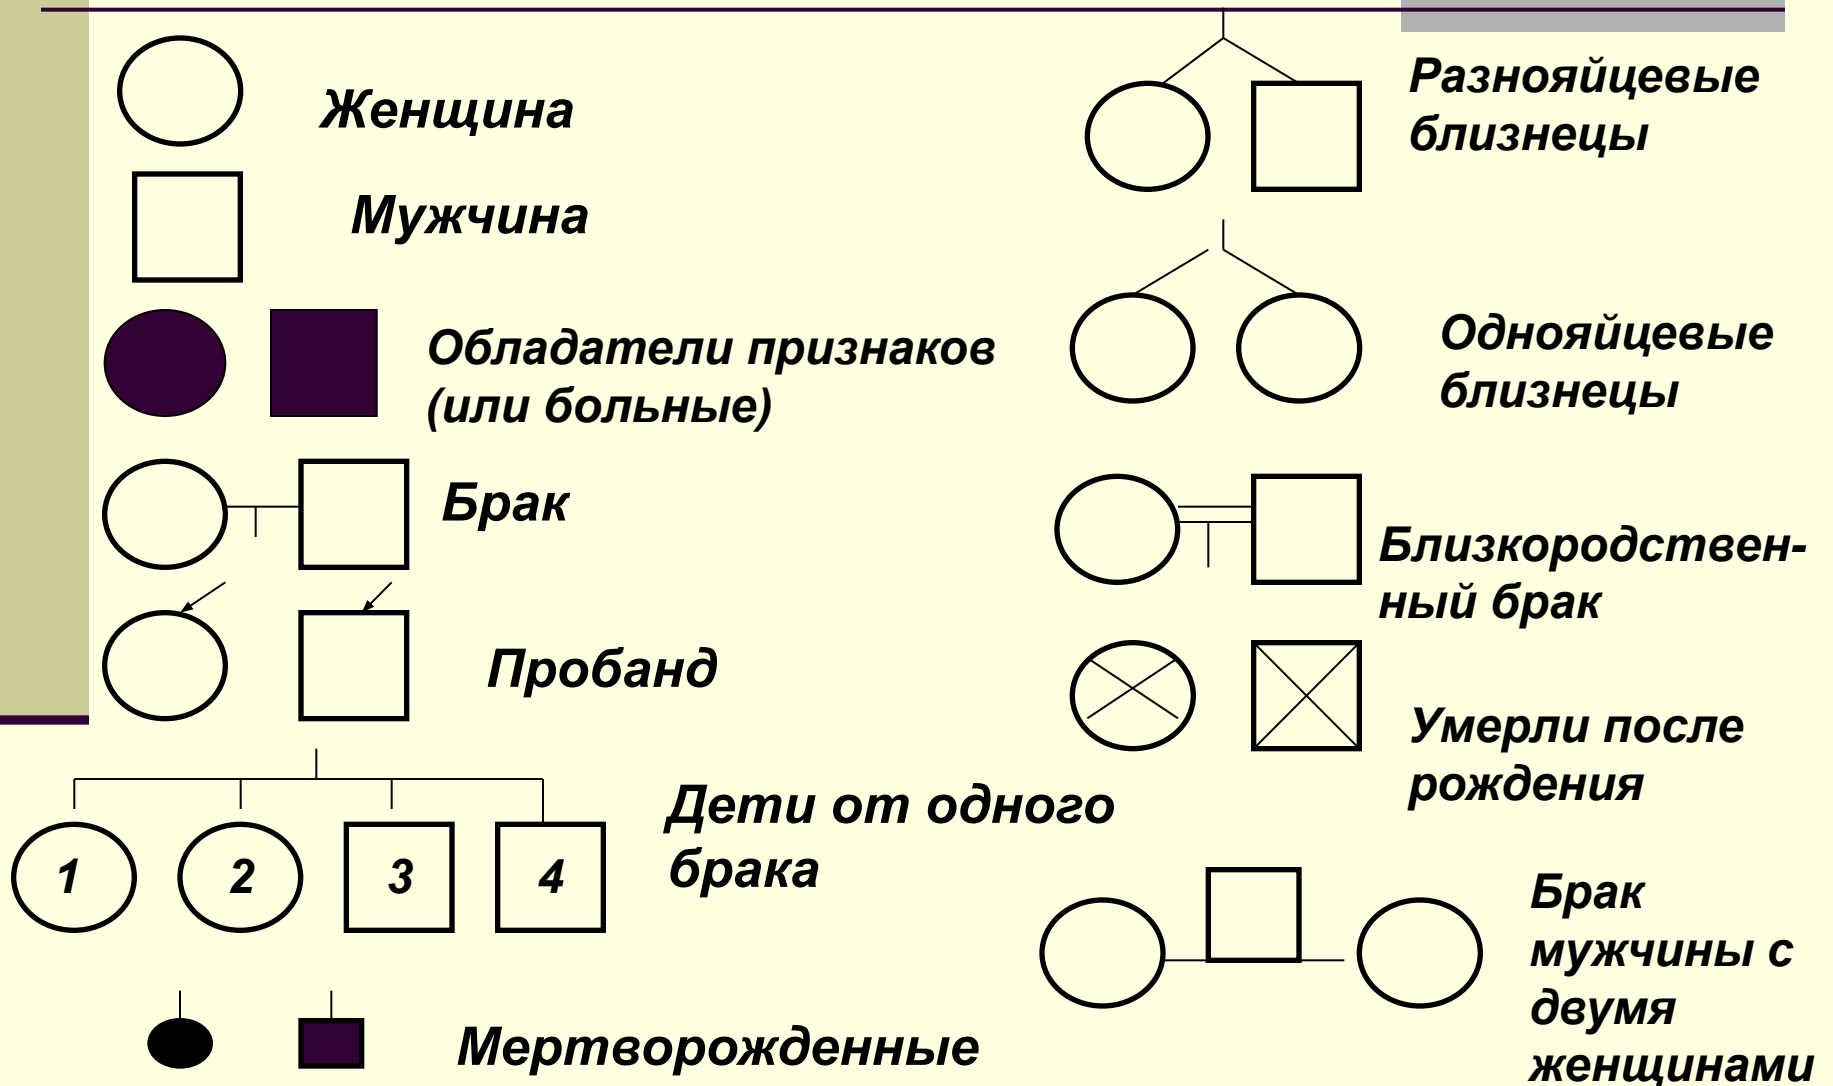 Женщина
Мужчина
Обладатели признаков
(или больные)
Брак
Пробанд
Дети от одного
брака
1 2 3 4
Мертворожденные
Разнояйцевые
близнецы
Однояйцевые
близнецы
Близкородствен-
ный брак
Умерли после
рождения
Брак
мужчины с
двумя
женщинами